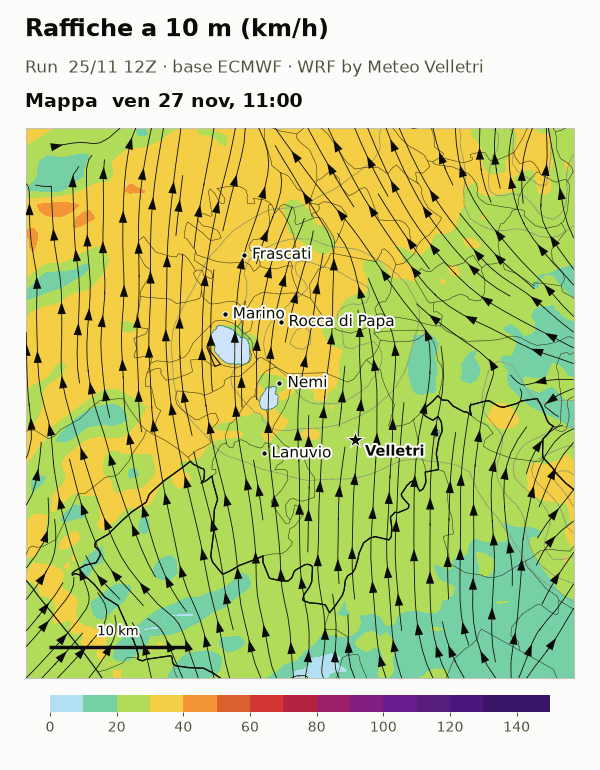 Raffiche a 10 m (km/h)
Run  25/11 12Z · base ECMWF · WRF by Meteo Velletri
Mappa  ven 27 nov, 11:00
Frascati
Marino
Rocca di Papa
Nemi
Velletri
Lanuvio
10 km
0 20 40 60 80 100 120 140